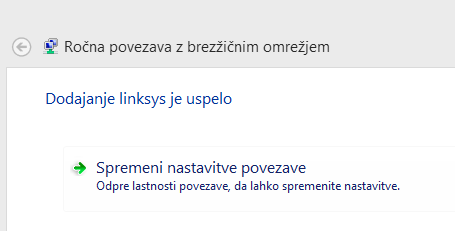 Ročna povezava z brezžičnim omrežjem
Dodajanje linksys je uspelo
Spremeni nastavitve povezave
Odpre lastnosti povezave, da lahko spremenite nastavitve.